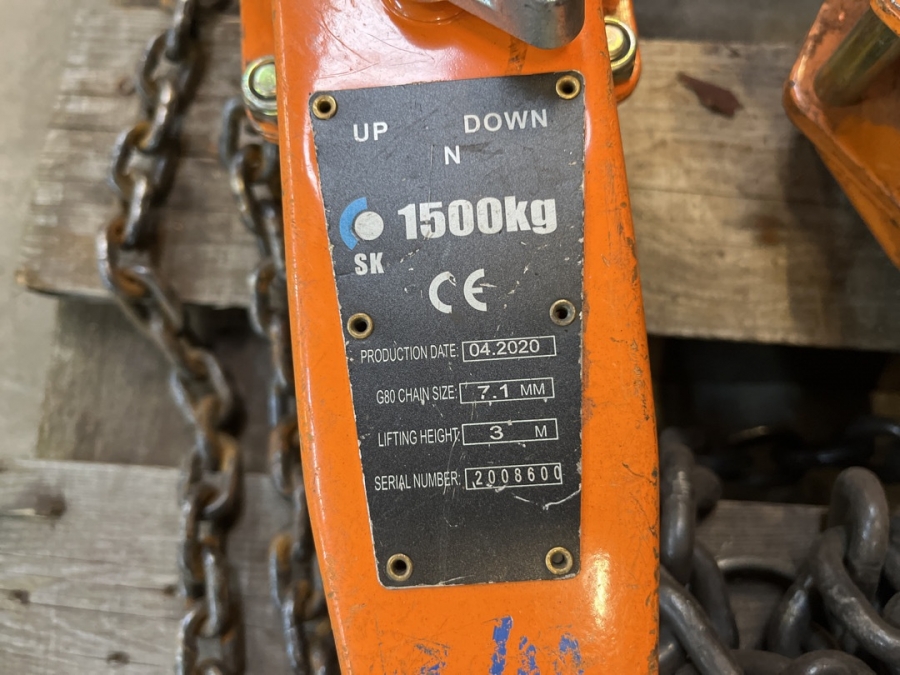 UP DOWN
N
1500kg
SK
CE
PRODUCTION DATE: 04.2020
G80 CHAIN SIZE: 7.1 MM
LIFTING HEIGHT: 3 M
SERIAL NUMBER: 2008600